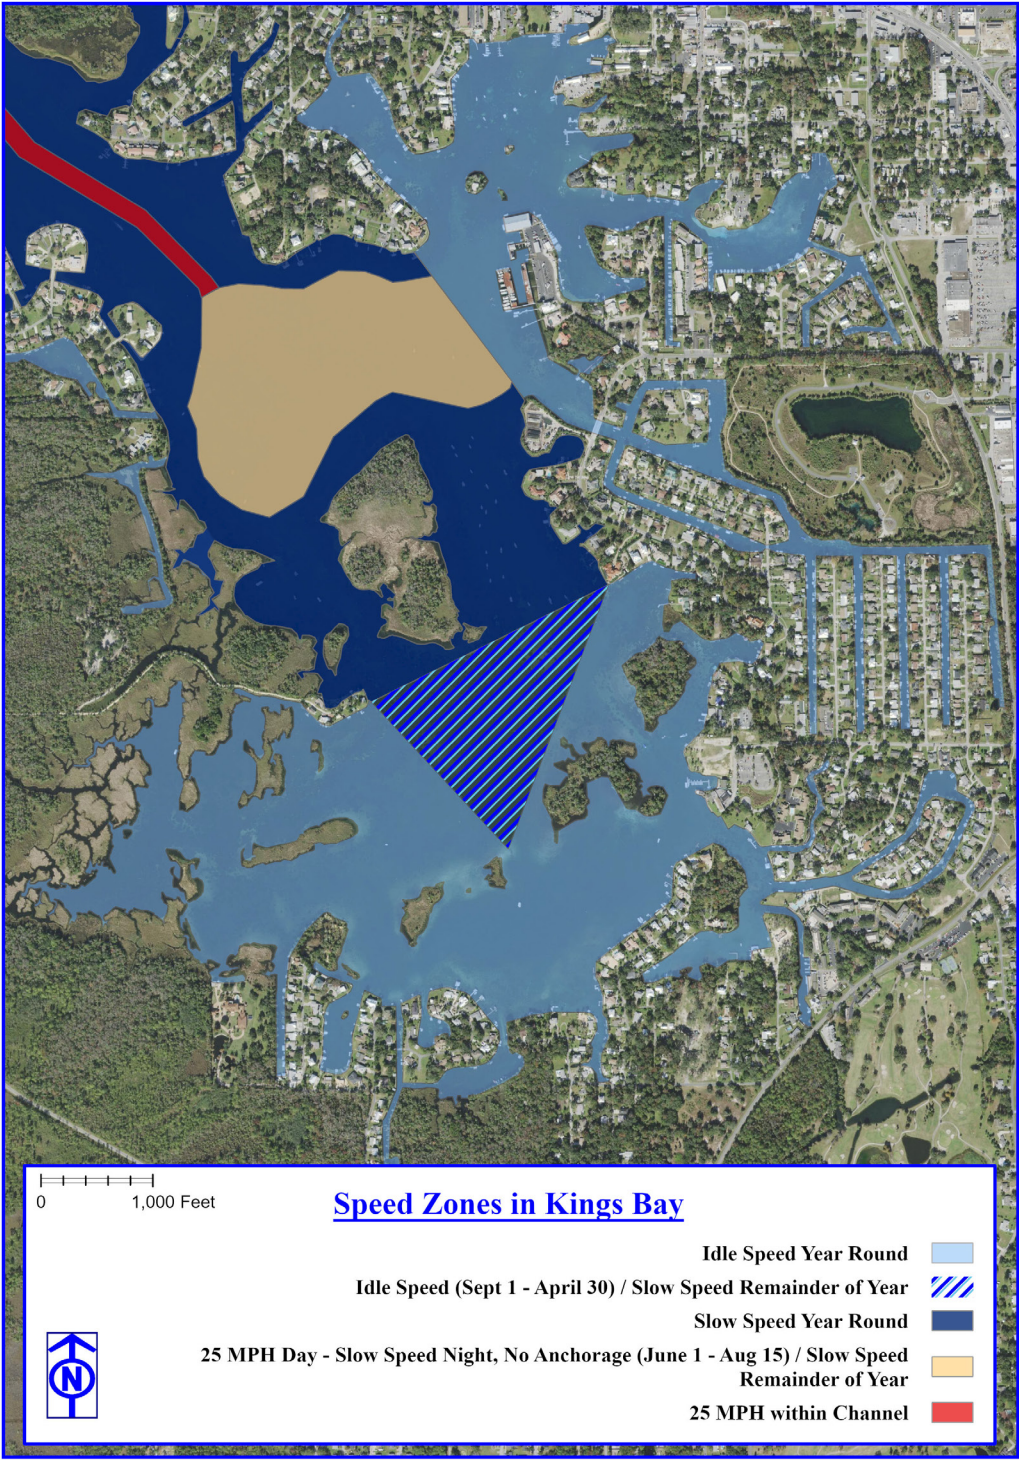 0 1,000 Feet
Speed Zones in Kings Bay
Idle Speed Year Round
Idle Speed (Sept 1 - April 30) / Slow Speed Remainder of Year
Slow Speed Year Round
25 MPH Day - Slow Speed Night, No Anchorage (June 1 - Aug 15) / Slow Speed
Remainder of Year
25 MPH within Channel
N